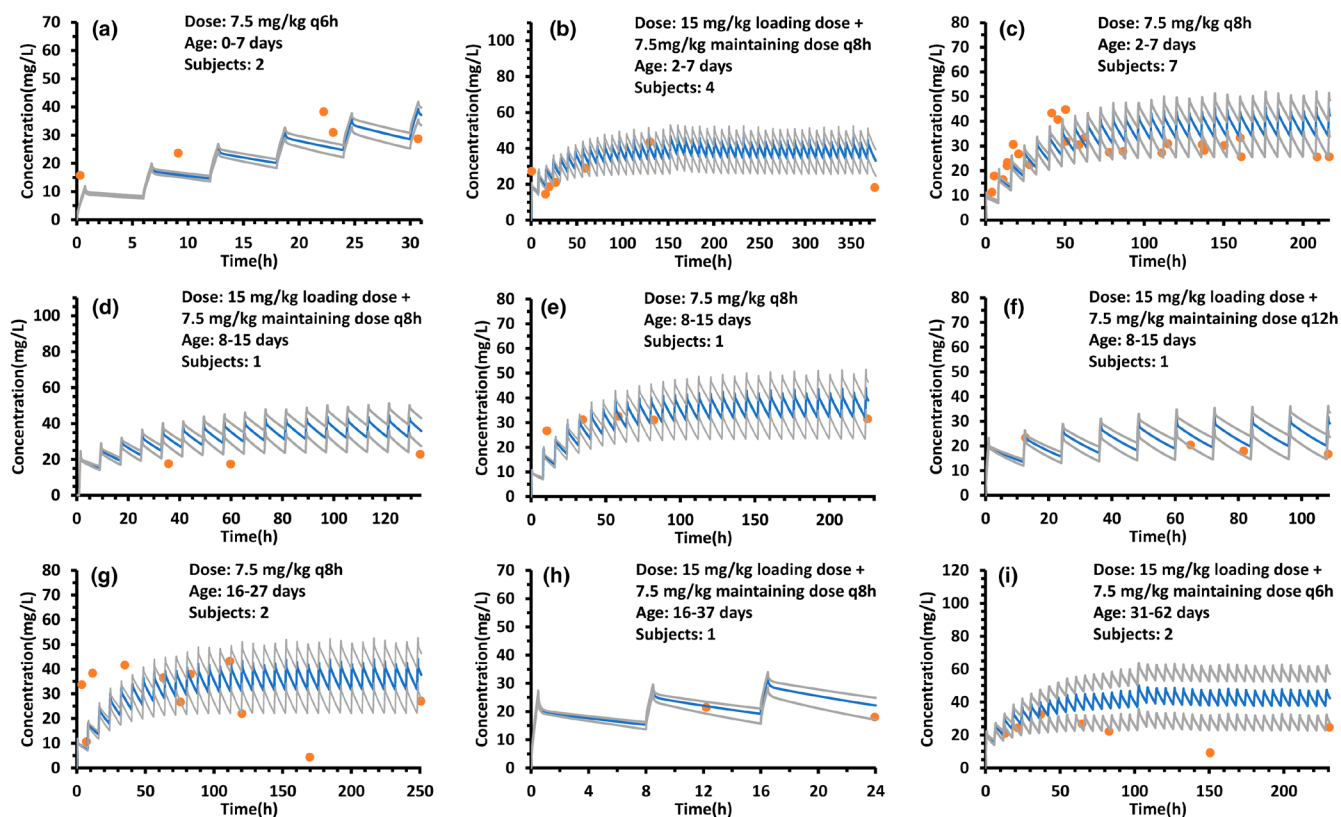 (a)
Dose: 7.5 mg/kg q6h
Age: 0-7 days
Subjects: 2
Concentration(mg/L)
70
60
50
40
30
20
10
0
0 5 10 15 20 25 30
Time(h)
(b)
Dose: 15 mg/kg loading dose +
7.5mg/kg maintaining dose q8h
Age: 2-7 days
Subjects: 4
Concentration(mg/L)
100
80
60
40
20
0
0 50 100 150 200 250 300 350
Time(h)
(c)
Dose: 7.5 mg/kg q8h
Age: 2-7 days
Subjects: 7
Concentration(mg/L)
80
70
60
50
40
30
20
10
0
0 50 100 150 200
Time(h)
(d)
Dose: 15 mg/kg loading dose +
7.5 mg/kg maintaining dose q8h
Age: 8-15 days
Subjects: 1
Concentration(mg/L)
100
80
60
40
20
0
0 20 40 60 80 100 120
Time(h)
(e)
Dose: 7.5 mg/kg q8h
Age: 8-15 days
Subjects: 1
Concentration(mg/L)
80
70
60
50
40
30
20
10
0
0 50 100 150 200
Time(h)
(f)
Dose: 15 mg/kg loading dose +
7.5 mg/kg maintaining dose q12h
Age: 8-15 days
Subjects: 1
Concentration(mg/L)
80
70
60
50
40
30
20
10
0
0 20 40 60 80 100
Time(h)
(g)
Dose: 7.5 mg/kg q8h
Age: 16-27 days
Subjects: 2
Concentration(mg/L)
80
70
60
50
40
30
20
10
0
0 50 100 150 200 250
Time(h)
(h)
Dose: 15 mg/kg loading dose +
7.5 mg/kg maintaining dose q8h
Age: 16-37 days
Subjects: 1
Concentration(mg/L)
70
60
50
40
30
20
10
0
0 4 8 12 16 20 24
Time(h)
(i)
Dose: 15 mg/kg loading dose +
7.5 mg/kg maintaining dose q6h
Age: 31-62 days
Subjects: 2
Concentration(mg/L)
120
100
80
60
40
20
0
0 50 100 150 200
Time(h)